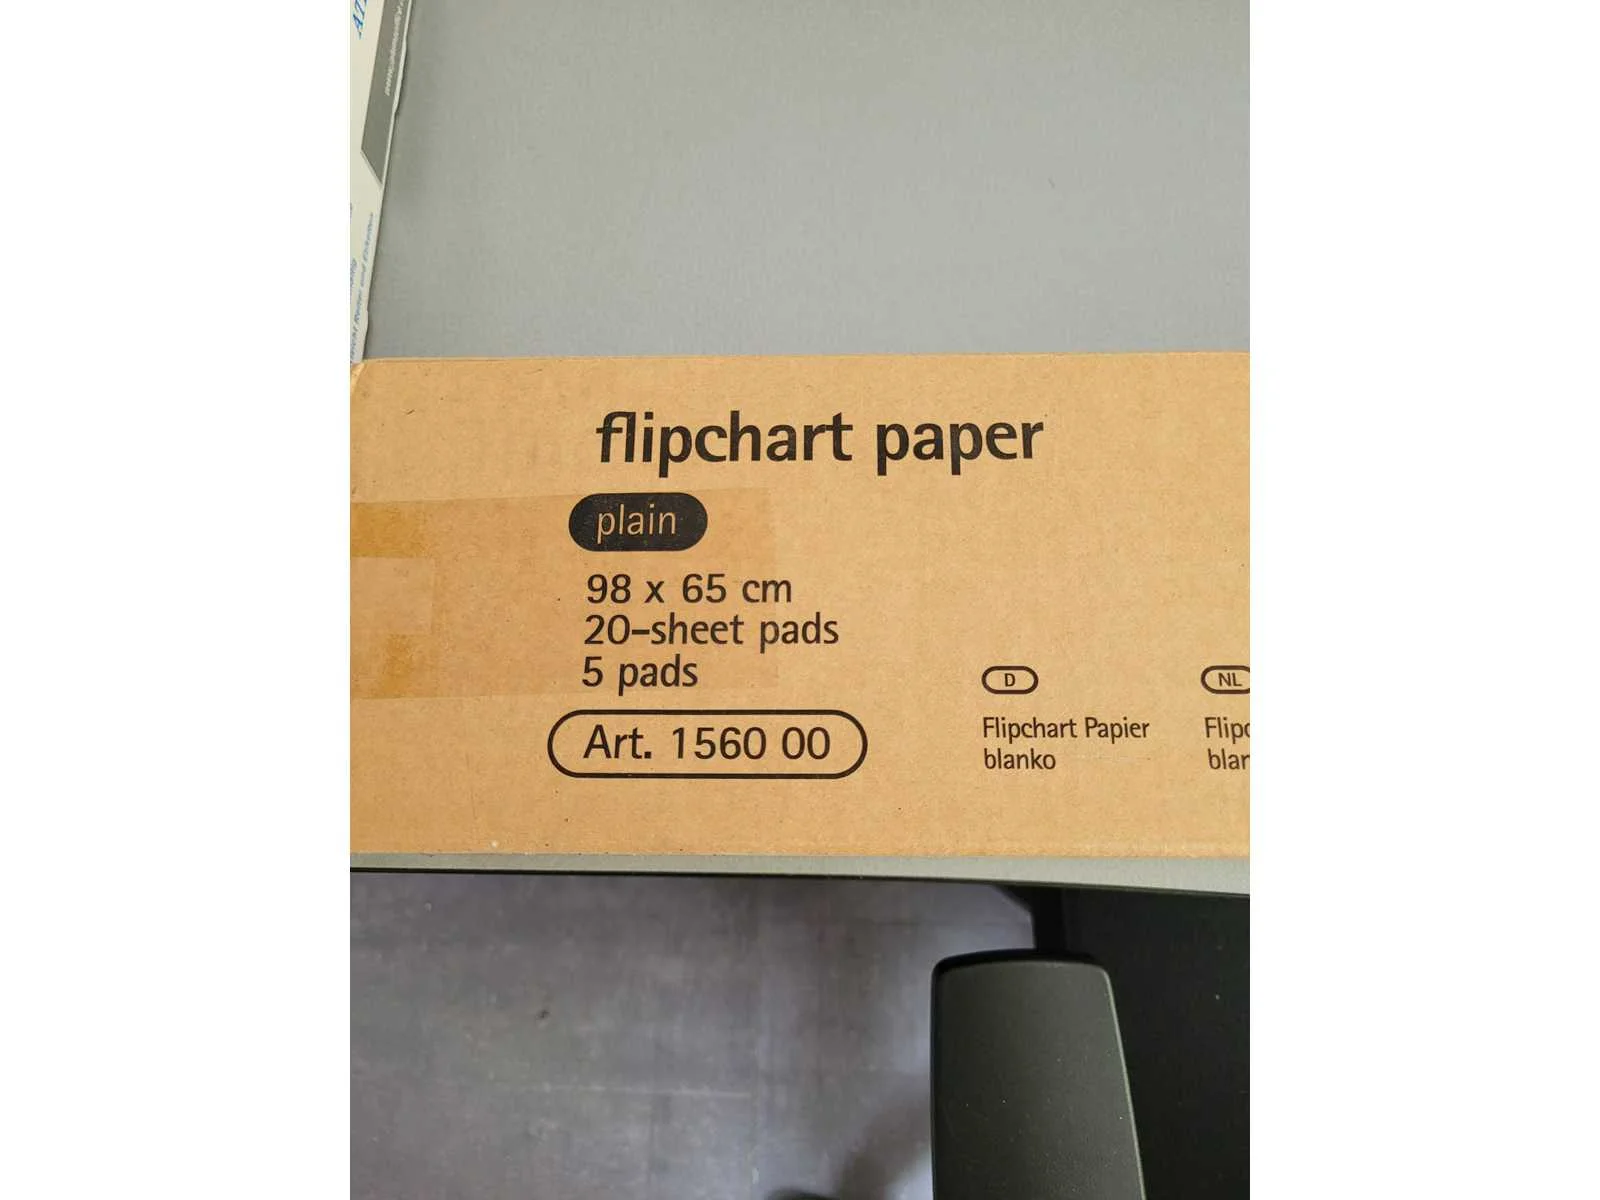 flipchart paper
plain
98 x 65 cm
20-sheet pads
5 pads
Art. 1560 00
D
Flipchart Papier
blanko
NL